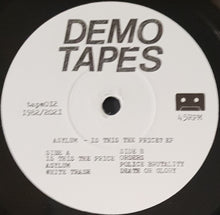 DEMO
TAPES
tape012
1982/2021
45RPM
ASYLUM - IS THIS THE PRICE? EP
SIDE A
IS THIS THE PRICE
ASYLUM
WHITE TRASH
SIDE B
ORDERS
POLICE BRUTALITY
DEATH OR GLORY